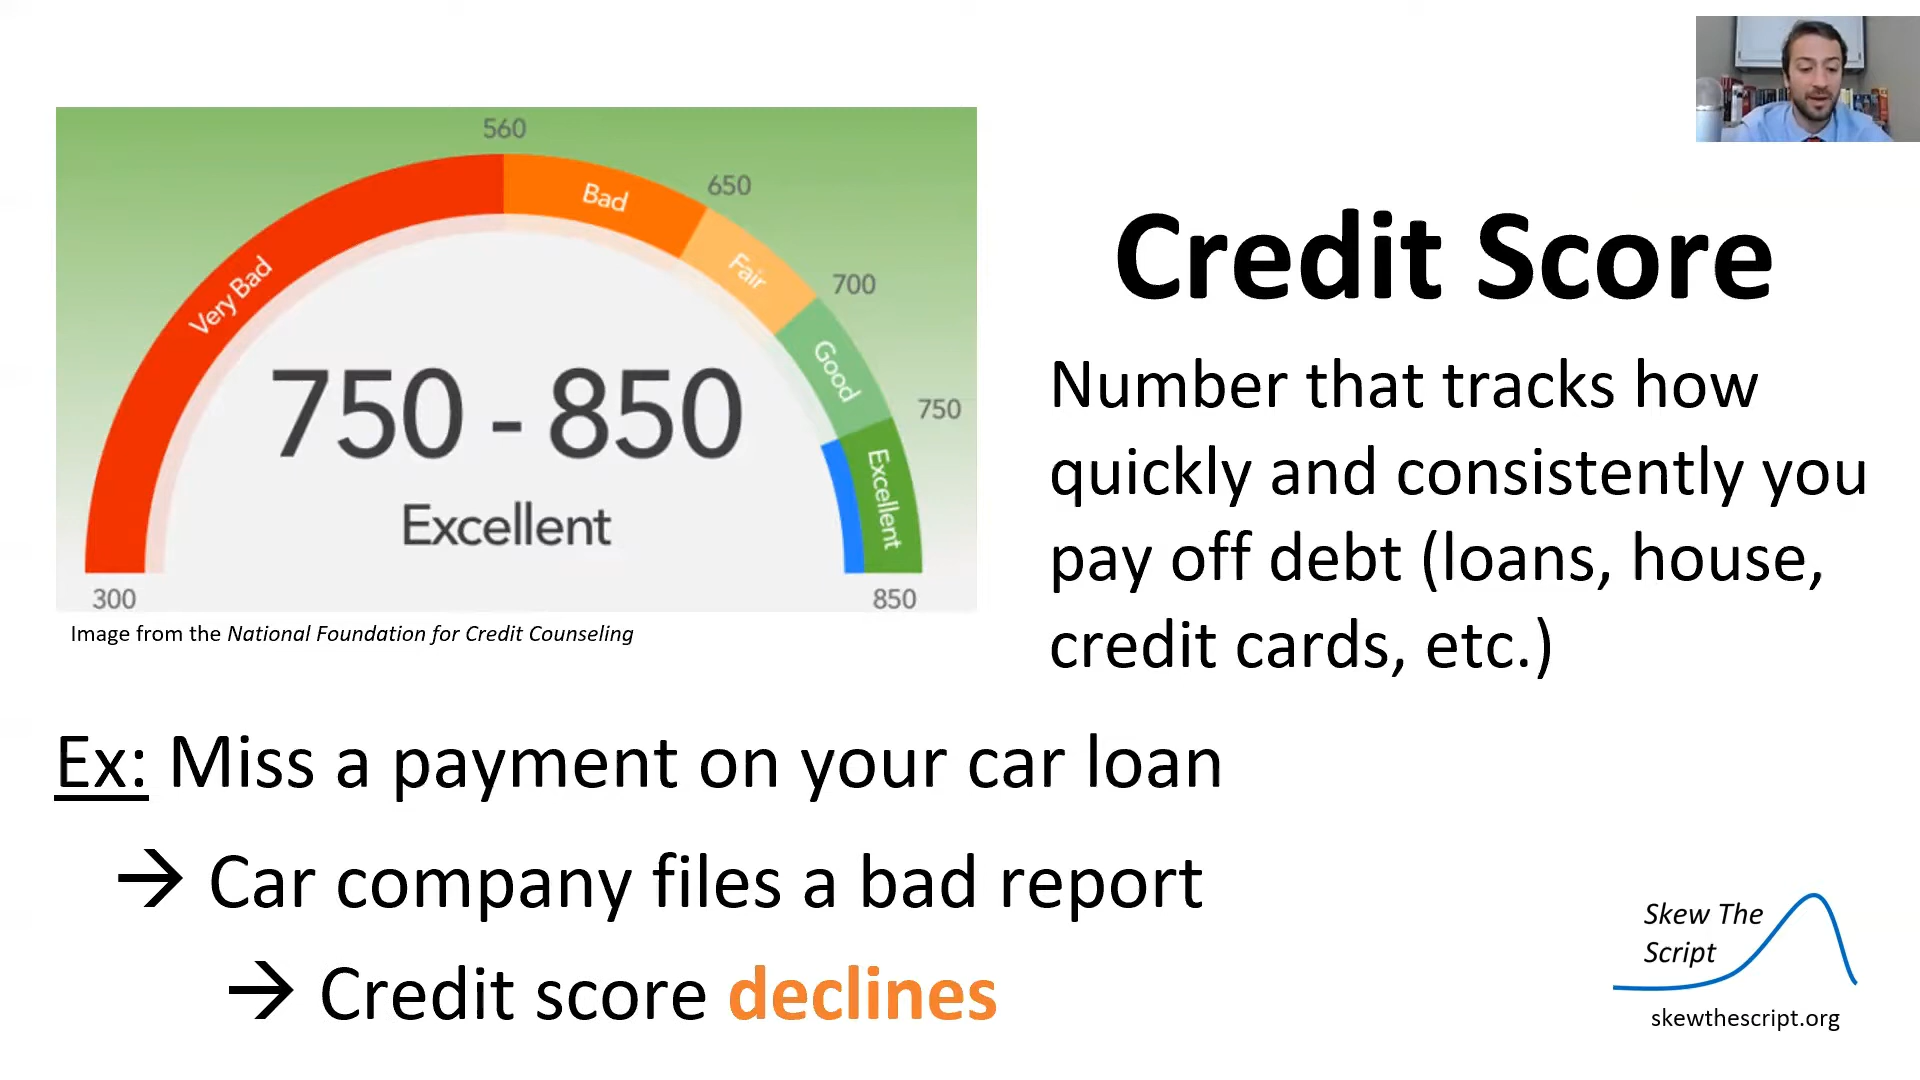 560
Bad
650
Fair
700
Very Bad
Good
750
750 - 850
Excellent
Excellent
300
850
Image from the National Foundation for Credit Counseling
Credit Score
Number that tracks how
quickly and consistently you
pay off debt (loans, house,
credit cards, etc.)
Ex: Miss a payment on your car loan
→ Car company files a bad report
→ Credit score declines
Skew The
Script
skewthescript.org